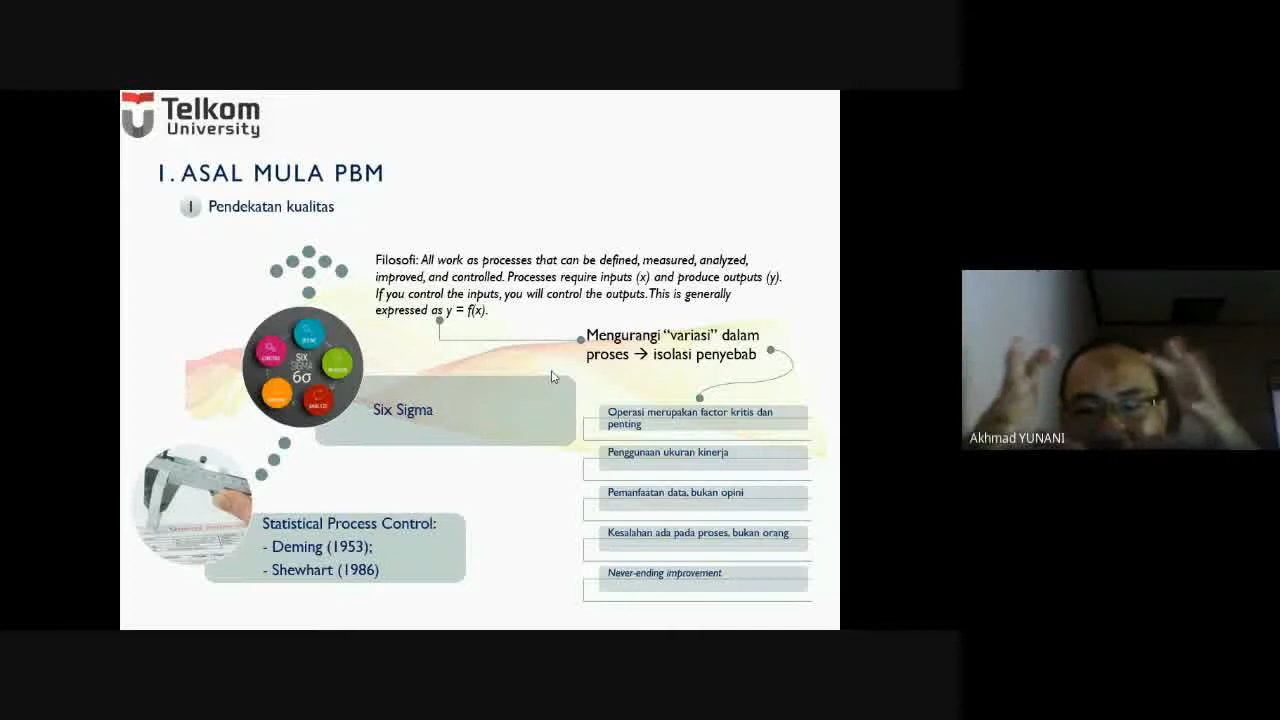 Telkom
University
1. ASAL MULA PBM
1 Pendekatan kualitas
Filosofi: All work as processes that can be defined, measured, analyzed,
improved, and controlled. Processes require inputs (x) and produce outputs (y).
If you control the inputs, you will control the outputs. This is generally
expressed as y = f(x).
Mengurangi “variasi” dalam
proses → isolasi penyebab
SIX
SIGMA
6σ
Six Sigma
Operasi merupakan factor kritis dan
penting
Penggunaan ukuran kinerja
Pemanfaatan data, bukan opini
Kesalahan ada pada proses, bukan orang
Never-ending improvement
Statistical Process Control:
- Deming (1953);
- Shewhart (1986)
Akhmad YUNANI